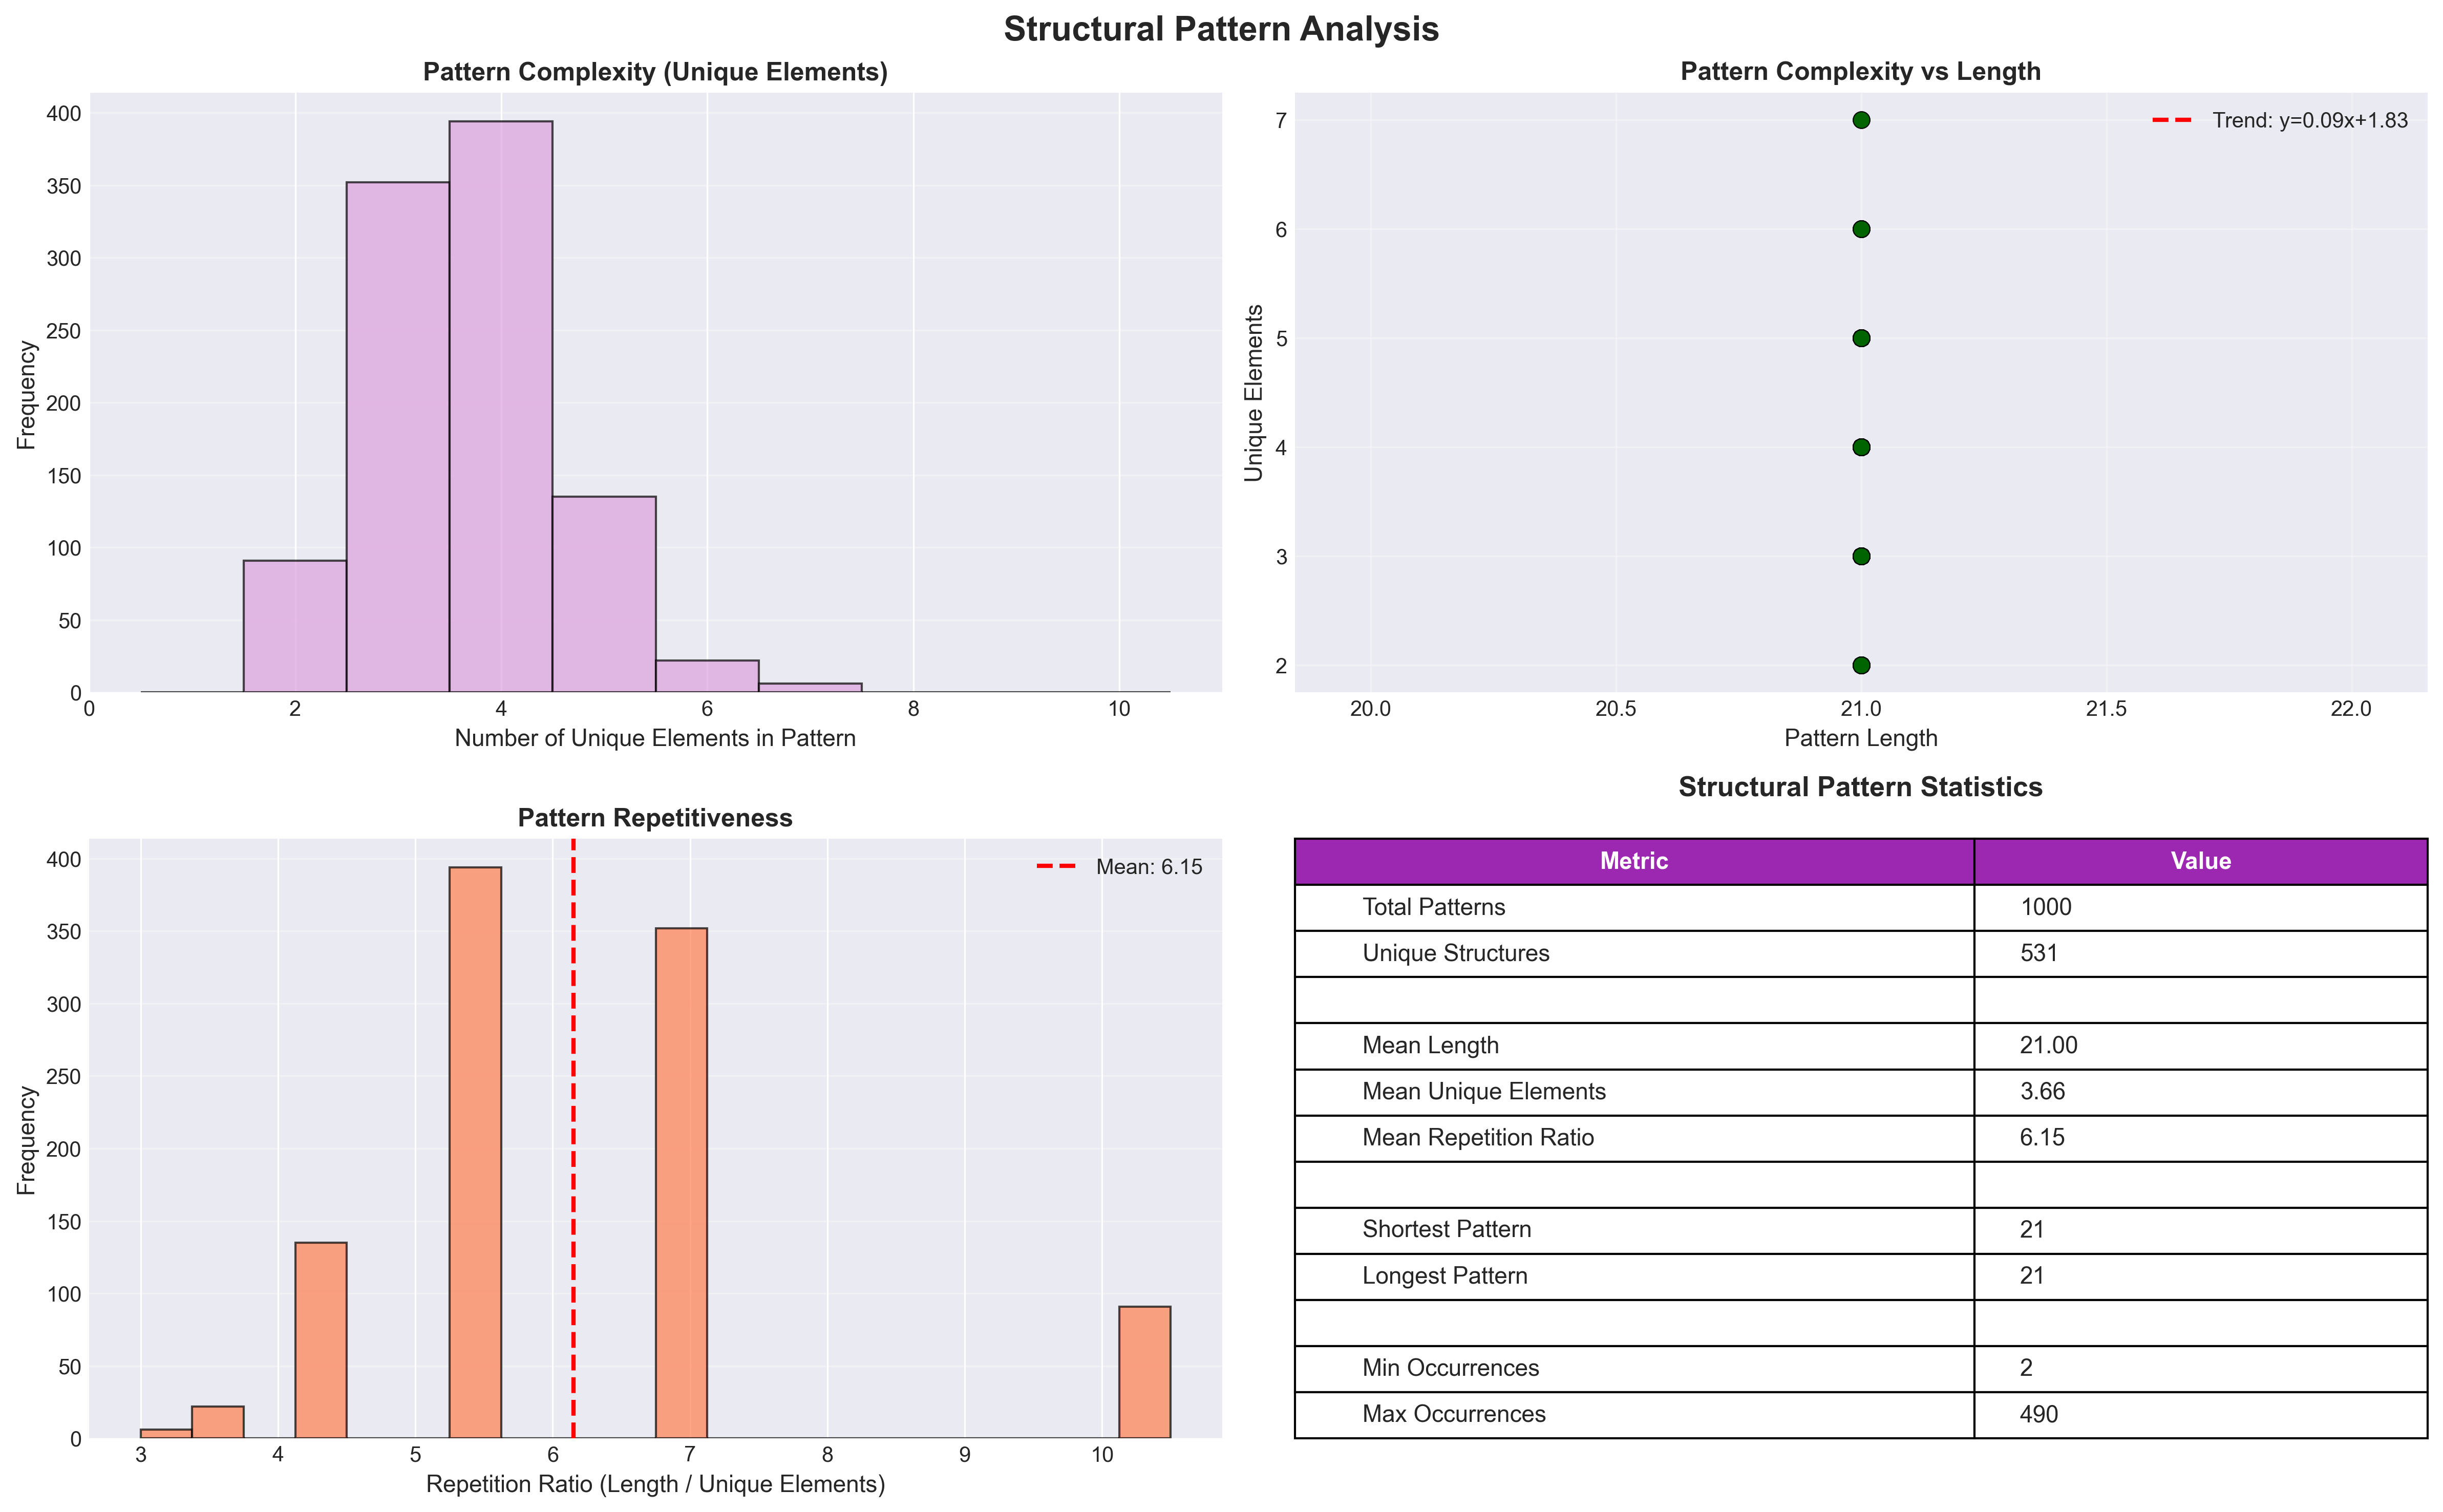 Structural Pattern Analysis
Pattern Complexity (Unique Elements)
400
350
300
250
200
150
100
50
0
Frequency
0 2 4 6 8 10
Number of Unique Elements in Pattern
Pattern Complexity vs Length
Trend: y=0.09x+1.83
7
6
5
4
3
2
Unique Elements
20.0 20.5 21.0 21.5 22.0
Pattern Length
Pattern Repetitiveness
Mean: 6.15
400
350
300
250
200
150
100
50
0
Frequency
3 4 5 6 7 8 9 10
Repetition Ratio (Length / Unique Elements)
Structural Pattern Statistics
Metric Value
Total Patterns 1000
Unique Structures 531
Mean Length 21.00
Mean Unique Elements 3.66
Mean Repetition Ratio 6.15
Shortest Pattern 21
Longest Pattern 21
Min Occurrences 2
Max Occurrences 490